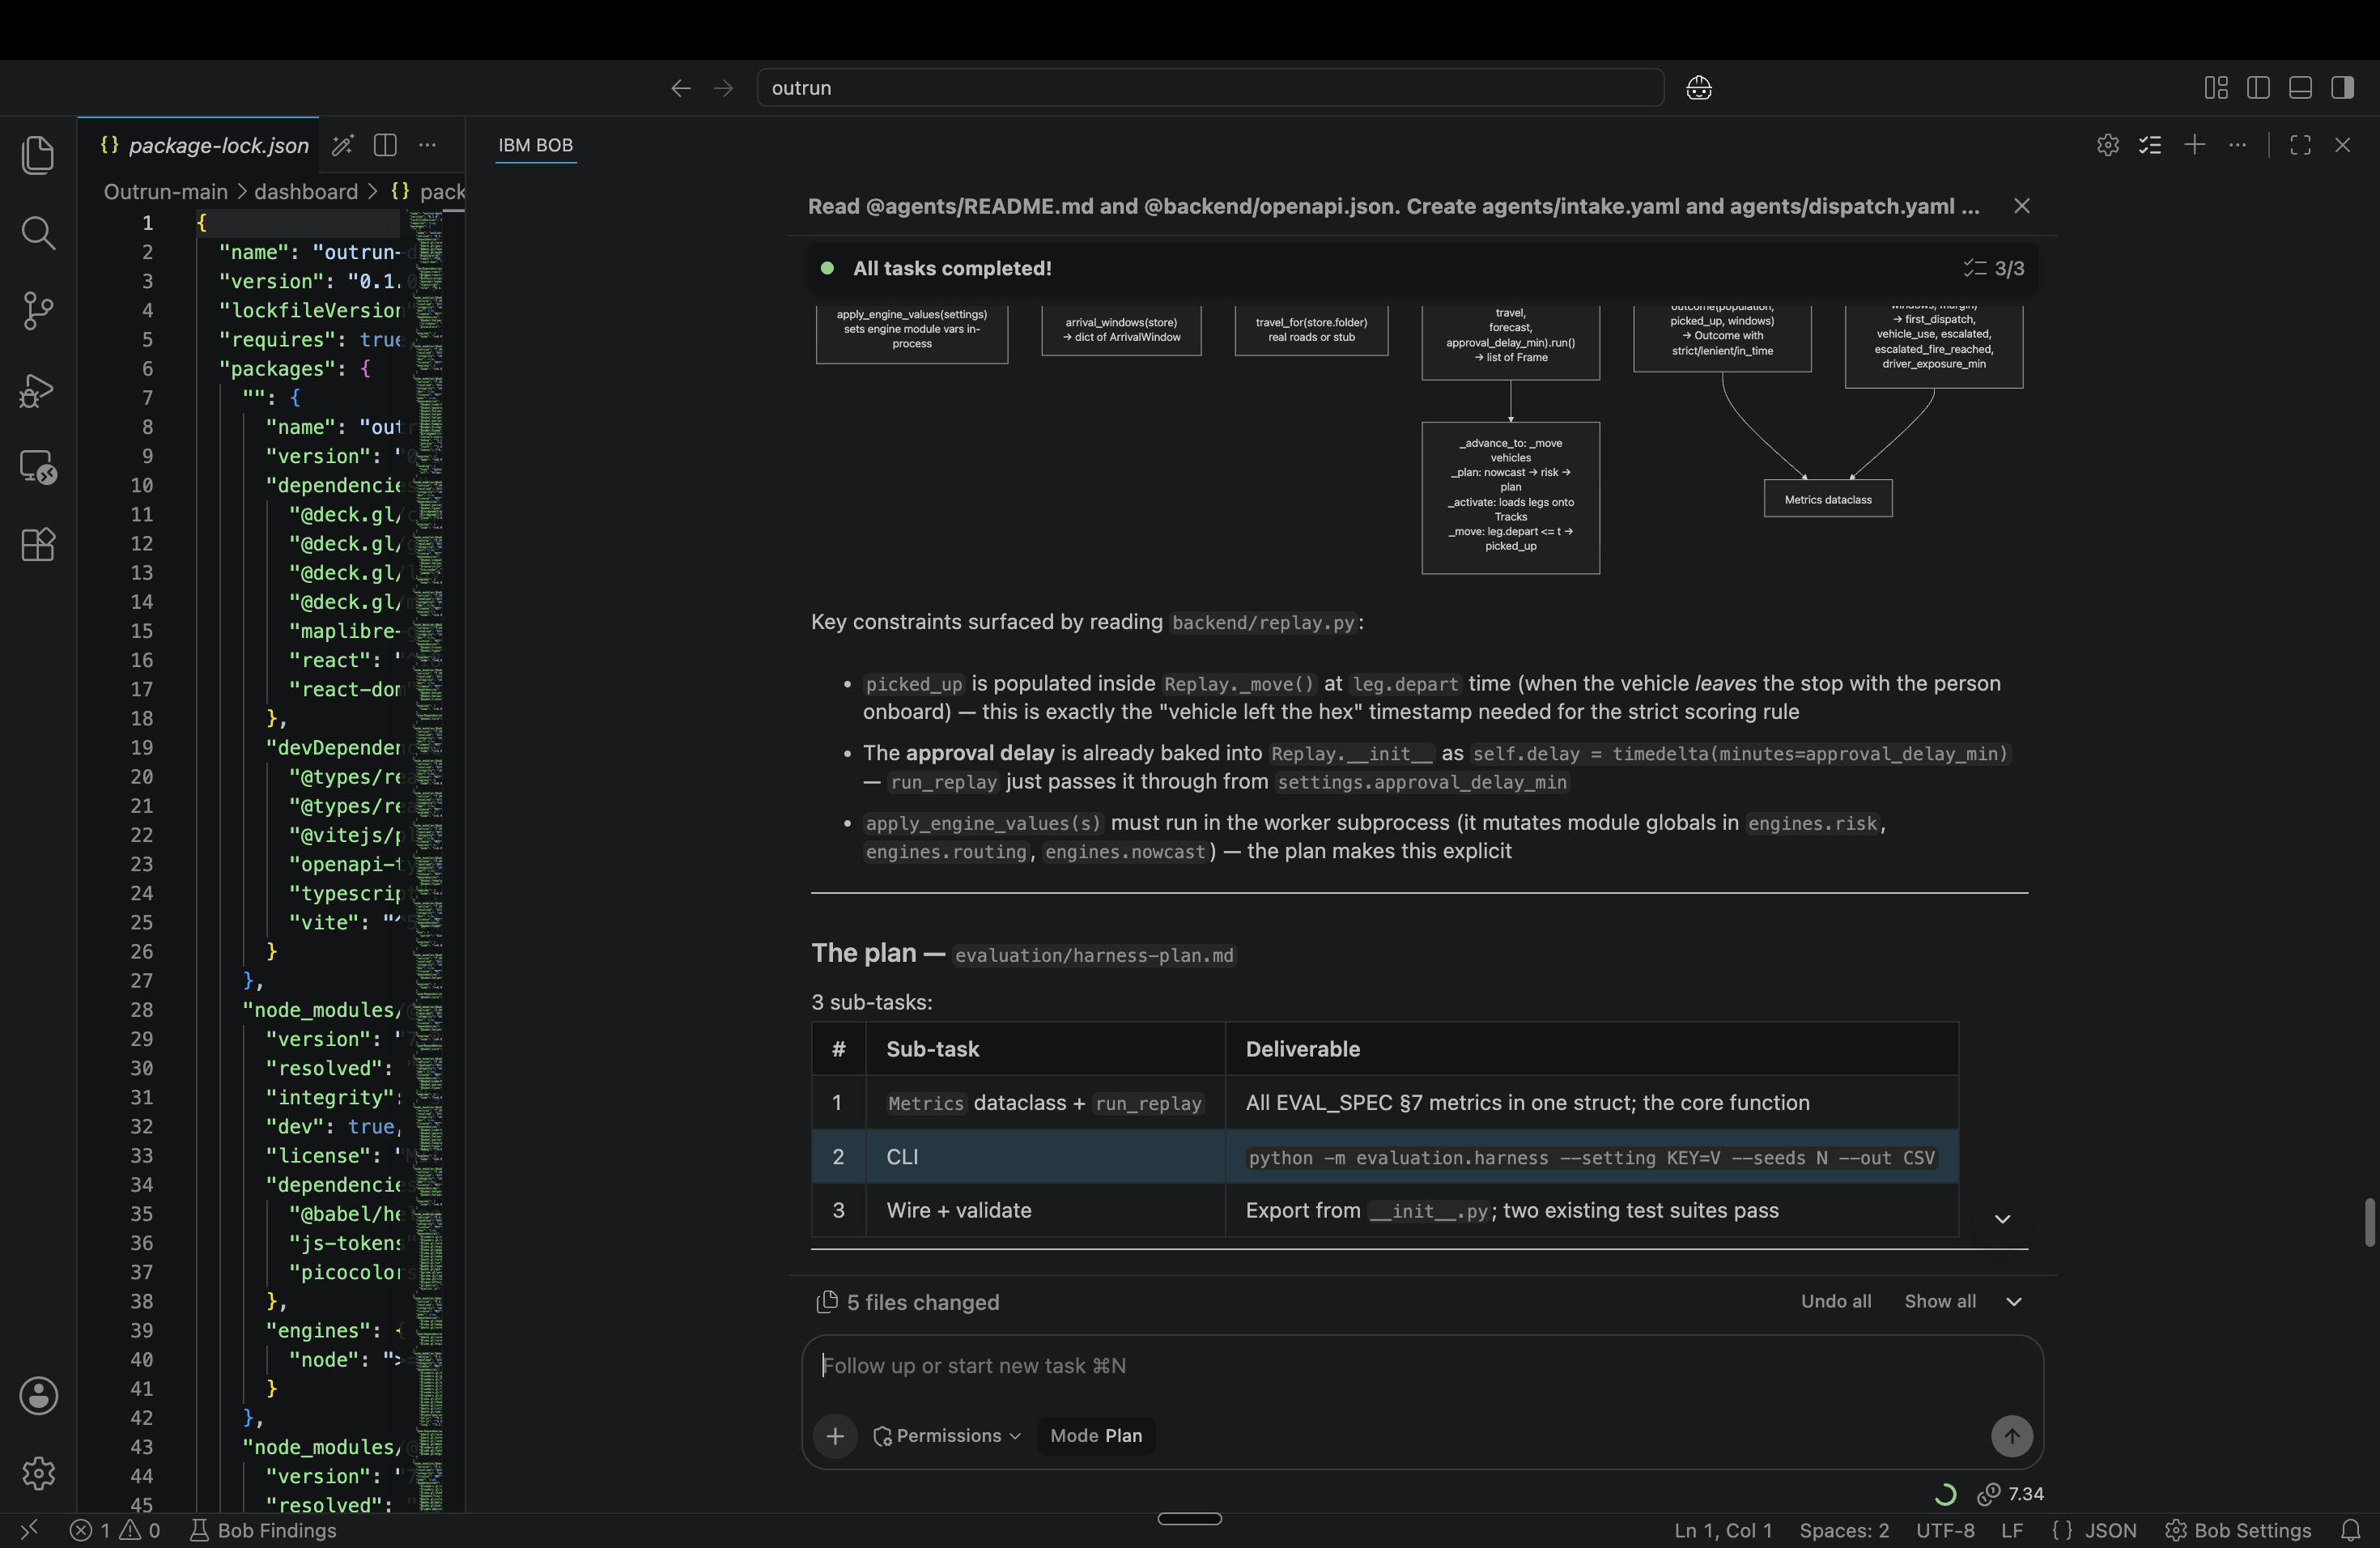 outrun
{} package-lock.json
Outrun-main > dashboard > {} pack
1 {
2 "name": "outrun-
3 "version": "0.1.
4 "lockfileVersion
5 "requires": true
6 "packages": {
7 "": {
8 "name": "out
9 "version": "
10 "dependencie
11 "@deck.gl/
12 "@deck.gl/
13 "@deck.gl/
14 "@deck.gl/
15 "maplibre-
16 "react": "
17 "react-dom
18 },
19 "devDependen
20 "@types/re
21 "@types/re
22 "@vitejs/p
23 "openapi-t
24 "typescrip
25 "vite": "^
26 }
27 },
28 "node_modules/
29 "version": "
30 "resolved":
31 "integrity":
32 "dev": true,
33 "license": "
34 "dependencie
35 "@babel/he
36 "js-tokens
37 "picocolor
38 },
39 "engines": {
40 "node": ">
41 }
42 },
43 "node_modules/
44 "version": "
45 "resolved":
IBM BOB
Read @agents/README.md and @backend/openapi.json. Create agents/intake.yaml and agents/dispatch.yaml ...
All tasks completed!
3/3
apply_engine_values(settings)
sets engine module vars in-
process
arrival_windows(store)
→ dict of ArrivalWindow
travel_for(store.folder)
real roads or stub
travel,
forecast,
approval_delay_min).run()
→ list of Frame
outcome(population,
picked_up, windows)
→ Outcome with
strict/lenient/in_time
windows, margin)
→ first_dispatch,
vehicle_use, escalated,
escalated_fire_reached,
driver_exposure_min
_advance_to: _move
vehicles
_plan: nowcast → risk →
plan
_activate: loads legs onto
Tracks
_move: leg.depart <= t →
picked_up
Metrics dataclass
Key constraints surfaced by reading backend/replay.py:
• picked_up is populated inside Replay._move() at leg.depart time (when the vehicle leaves the stop with the person
onboard) — this is exactly the "vehicle left the hex" timestamp needed for the strict scoring rule
• The approval delay is already baked into Replay.__init__ as self.delay = timedelta(minutes=approval_delay_min)
— run_replay just passes it through from settings.approval_delay_min
• apply_engine_values(s) must run in the worker subprocess (it mutates module globals in engines.risk,
engines.routing, engines.nowcast) — the plan makes this explicit
The plan — evaluation/harness-plan.md
3 sub-tasks:
# Sub-task Deliverable
1 Metrics dataclass + run_replay All EVAL_SPEC §7 metrics in one struct; the core function
2 CLI python -m evaluation.harness --setting KEY=V --seeds N --out CSV
3 Wire + validate Export from __init__.py; two existing test suites pass
5 files changed
Undo all Show all
Follow up or start new task ⌘N
Permissions Mode Plan
7.34
1 0 Bob Findings
Ln 1, Col 1 Spaces: 2 UTF-8 LF {} JSON Bob Settings